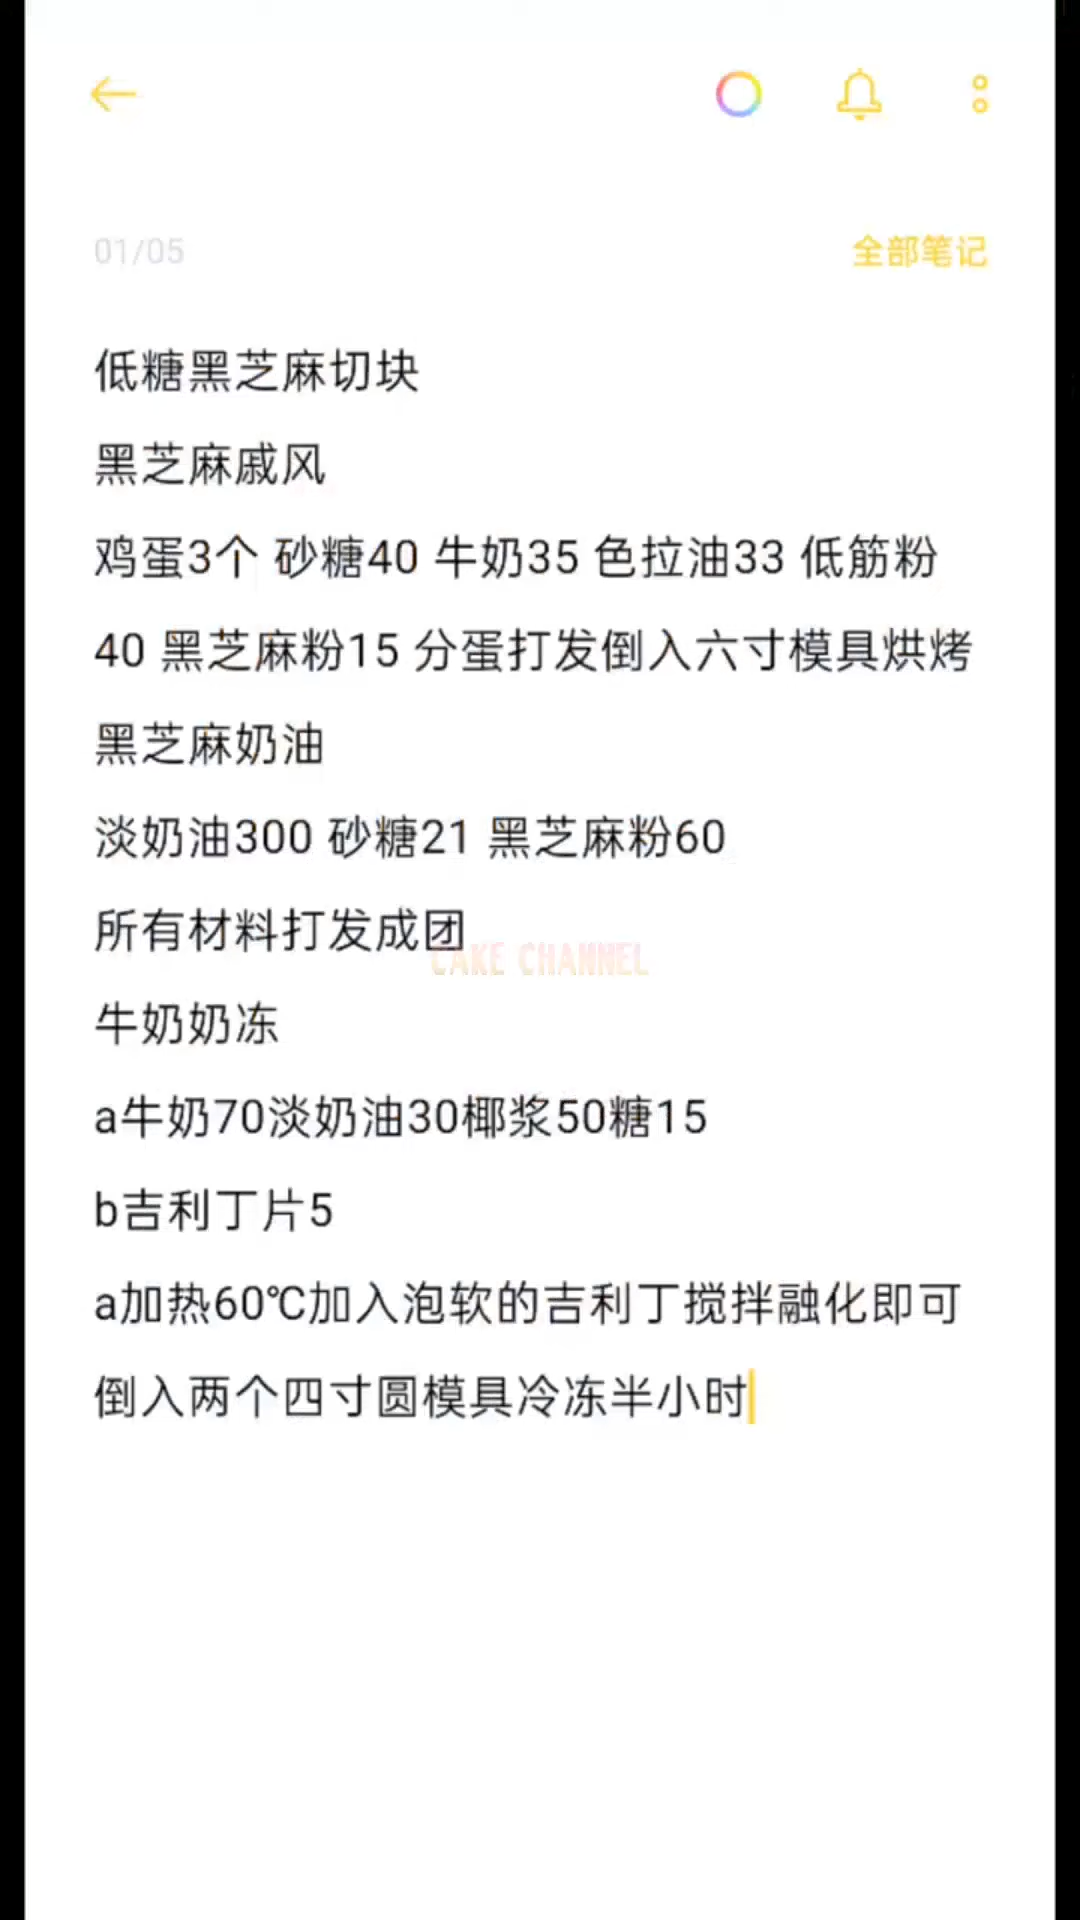 01/05 全部笔记
低糖黑芝麻切块
黑芝麻戚风
鸡蛋3个 砂糖40 牛奶35 色拉油33 低筋粉
40 黑芝麻粉15 分蛋打发倒入六寸模具烘烤
黑芝麻奶油
淡奶油300 砂糖21 黑芝麻粉60
所有材料打发成团
CAKE CHANNEL
牛奶奶冻
a牛奶70淡奶油30椰浆50糖15
b吉利丁片5
a加热60℃加入泡软的吉利丁搅拌融化即可
倒入两个四寸圆模具冷冻半小时